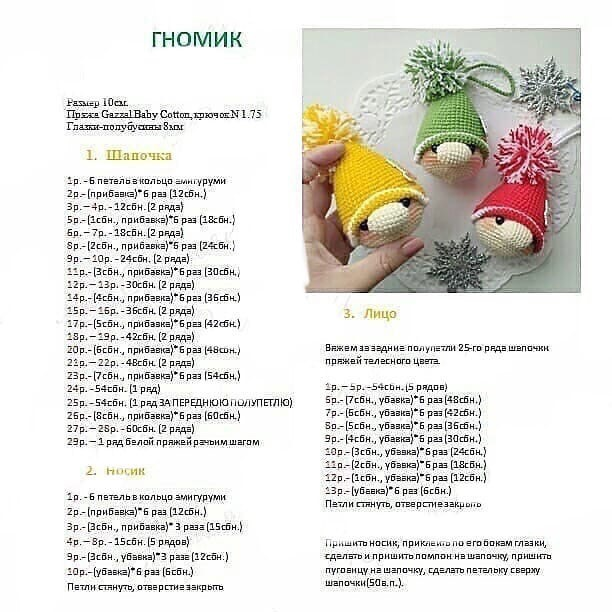 ГНОМИК
Размер 10см.
Пряжа Gazzal Baby Cotton, крючок N 1.75
Глазки-полубусины 8мм
1. Шапочка
1р. - 6 петель в кольцо амигуруми
2р.- (прибавка)*6 раз (12сбн.)
3р. – 4р. - 12сбн. (2 ряда)
5р.- (1сбн., прибавка)*6 раз (18сбн.)
6р. – 7р. - 18сбн. (2 ряда)
8р.- (2сбн., прибавка)*6 раз (24сбн.)
9р. – 10р. - 24сбн. (2 ряда)
11р.- (3сбн., прибавка)*6 раз (30сбн.)
12р. – 13р. -30сбн. (2 ряда)
14р.- (4сбн., прибавка)*6 раз (36сбн.)
15р. – 16р. -36сбн. (2 ряда)
17р.- (5сбн., прибавка)*6 раз (42сбн.)
18р. – 19р. -42сбн. (2 ряда)
20р.- (6сбн., прибавка)*6 раз (48сбн.)
21р. – 22р. -48сбн. (2 ряда)
23р.- (7сбн., прибавка)*6 раз (54сбн.)
24р. -54сбн. (1 ряд)
25р. -54сбн. (1 ряд ЗА ПЕРЕДНЮЮ ПОЛУПЕТЛЮ)
26р.- (8сбн., прибавка)*6 раз (60сбн.)
27р. – 28р. -60сбн. (2 ряда)
29р. – 1 ряд белой пряжей рачьим шагом
2. Носик
1р. - 6 петель в кольцо амигуруми
2р.- (прибавка)*6 раз (12сбн.)
3р.- (3сбн., прибавка)* 3 раза (15сбн.)
4р. – 8р. - 15сбн. (5 рядов)
9р.- (3сбн., убавка)*3 раза (12сбн.)
10р.-(убавка)*6 раз (6сбн.)
Петли стянуть, отверстие закрыть
3. Лицо
Вяжем за задние полупетли 25-го ряда шапочки
пряжей телесного цвета.
1р. – 5р. –54сбн. (5 рядов)
6р.- (7сбн., убавка)*6 раз (48сбн.)
7р.- (6сбн., убавка)*6 раз (42сбн.)
8р.- (5сбн., убавка)*6 раз (36сбн.)
9р.- (4сбн., убавка)*6 раз (30сбн.)
10р.- (3сбн., убавка)*6 раз (24сбн.)
11р.- (2сбн., убавка)*6 раз (18сбн.)
12р.- (1сбн., убавка)*6 раз (12сбн.)
13р.-(убавка)*6 раз (6сбн.)
Петли стянуть, отверстие закрыть
Пришить носик, приклеить по его бокам глазки,
сделать и пришить помпон на шапочку, пришить
пуговицу на шапочку, сделать петельку сверху
шапочки(50в.п.).